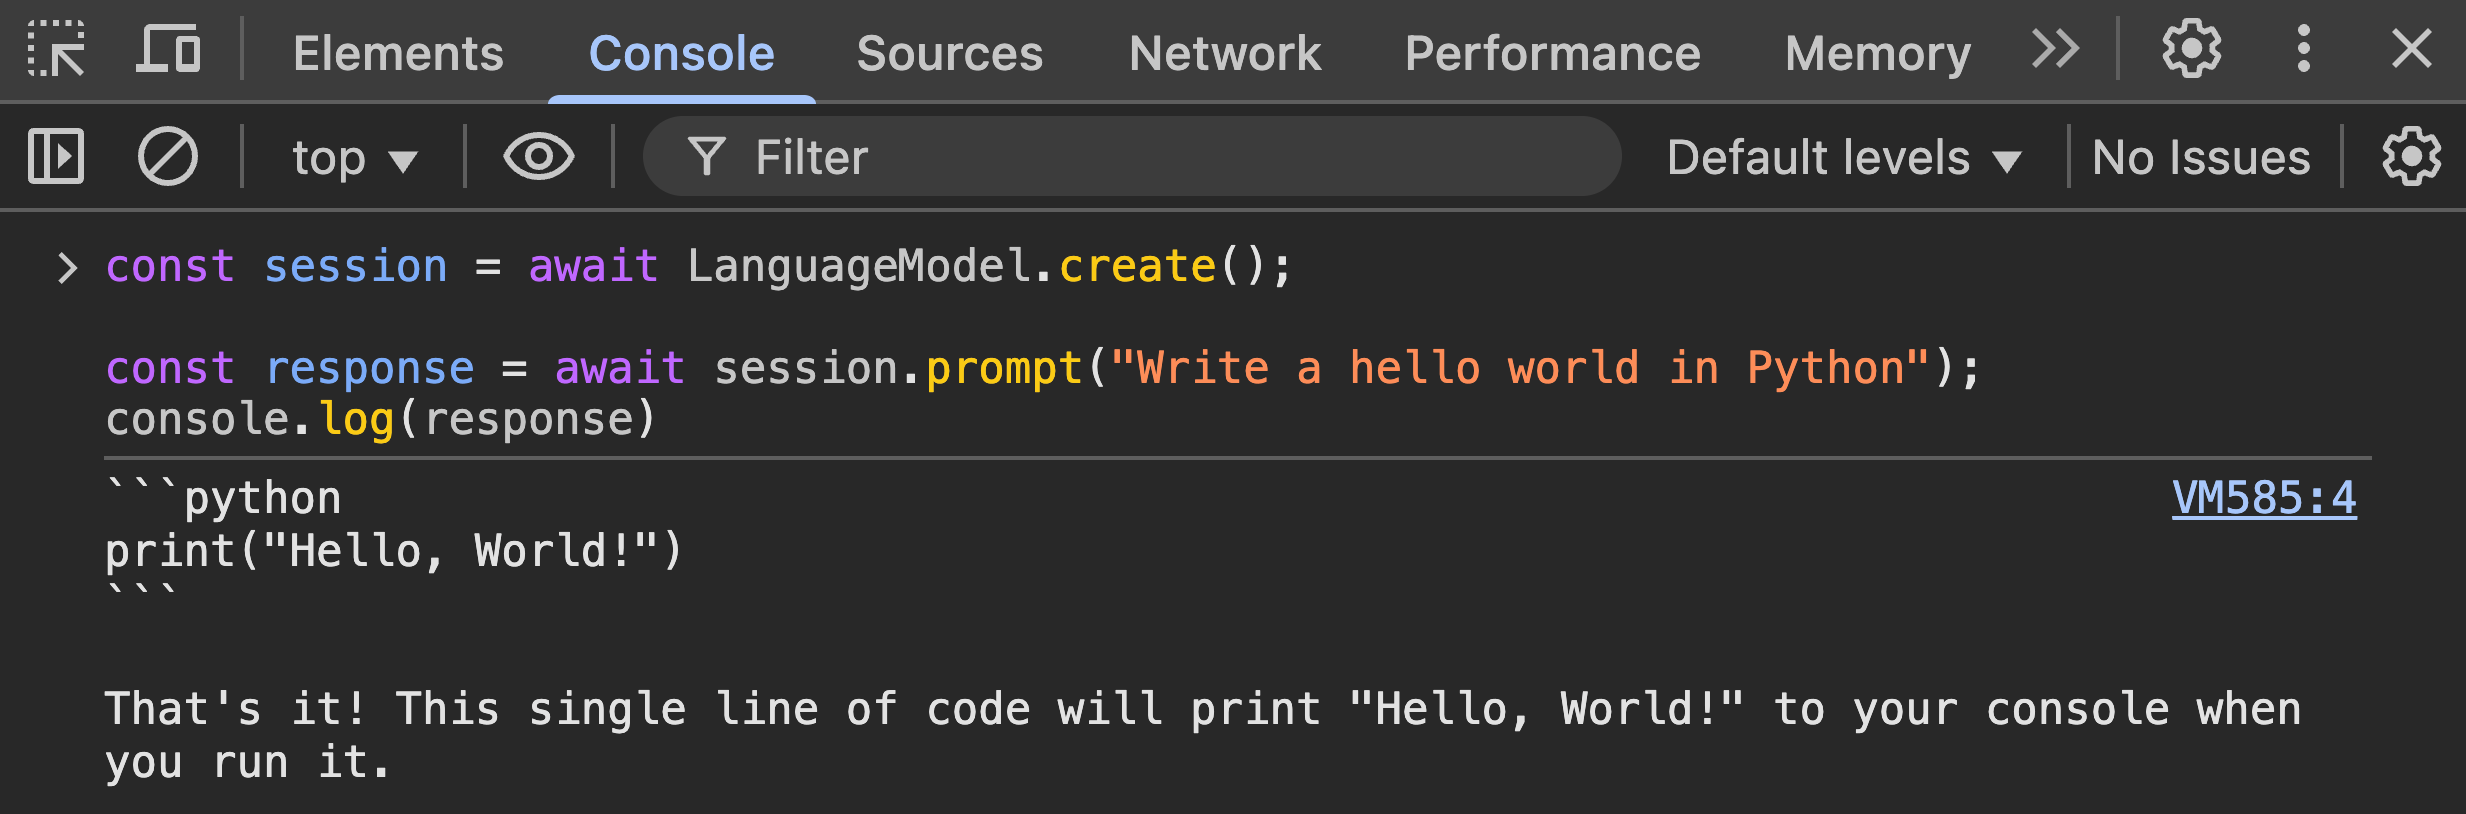 Elements Console Sources Network Performance Memory
top Filter Default levels No Issues
const session = await LanguageModel.create();
const response = await session.prompt("Write a hello world in Python");
console.log(response)
```python VM585:4
print("Hello, World!")
```
That's it! This single line of code will print "Hello, World!" to your console when
you run it.